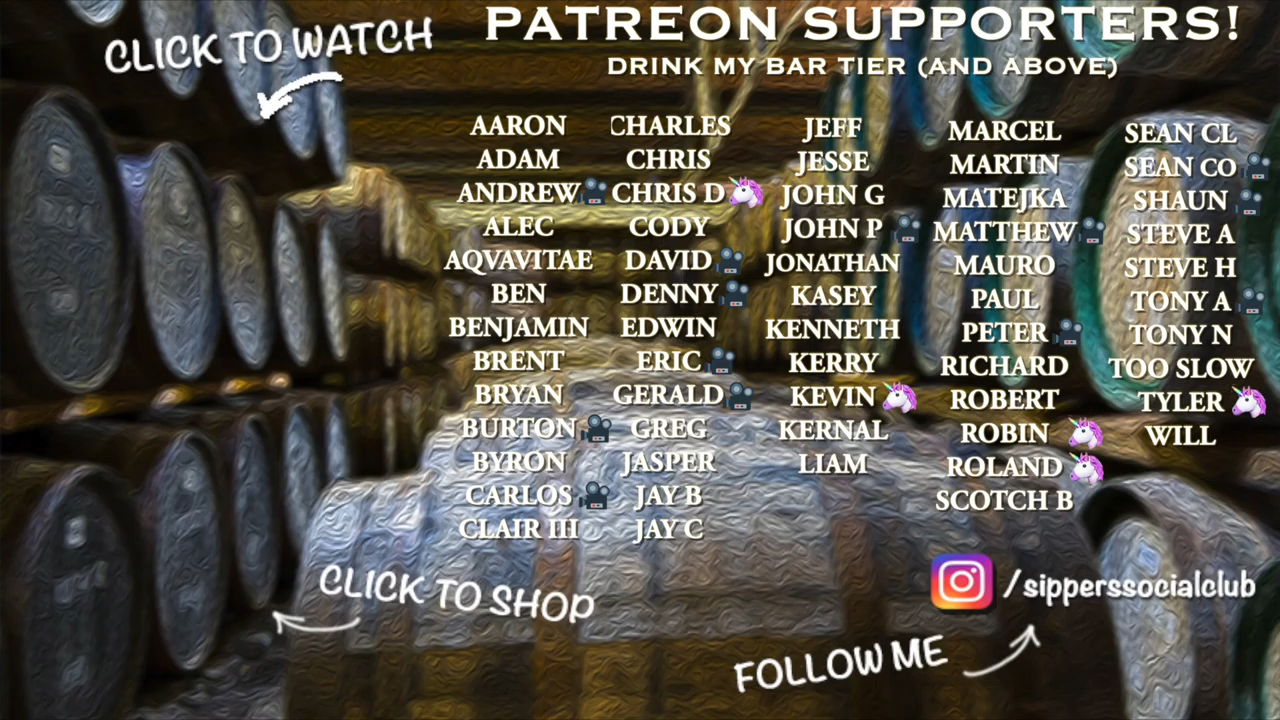 CLICK TO WATCH
PATREON SUPPORTERS!
DRINK MY BAR TIER (AND ABOVE)
AARON
ADAM
ANDREW
ALEC
AQVAVITAE
BEN
BENJAMIN
BRENT
BRYAN
BURTON
BYRON
CARLOS
CLAIR III
CHARLES
CHRIS
CHRIS D
CODY
DAVID
DENNY
EDWIN
ERIC
GERALD
GREG
JASPER
JAY B
JAY C
JEFF
JESSE
JOHN G
JOHN P
JONATHAN
KASEY
KENNETH
KERRY
KEVIN
KERNAL
LIAM
MARCEL
MARTIN
MATEJKA
MATTHEW
MAURO
PAUL
PETER
RICHARD
ROBERT
ROBIN
ROLAND
SCOTCH B
SEAN CL
SEAN CO
SHAUN
STEVE A
STEVE H
TONY A
TONY N
TOO SLOW
TYLER
WILL
CLICK TO SHOP
/sipperssocialclub
FOLLOW ME